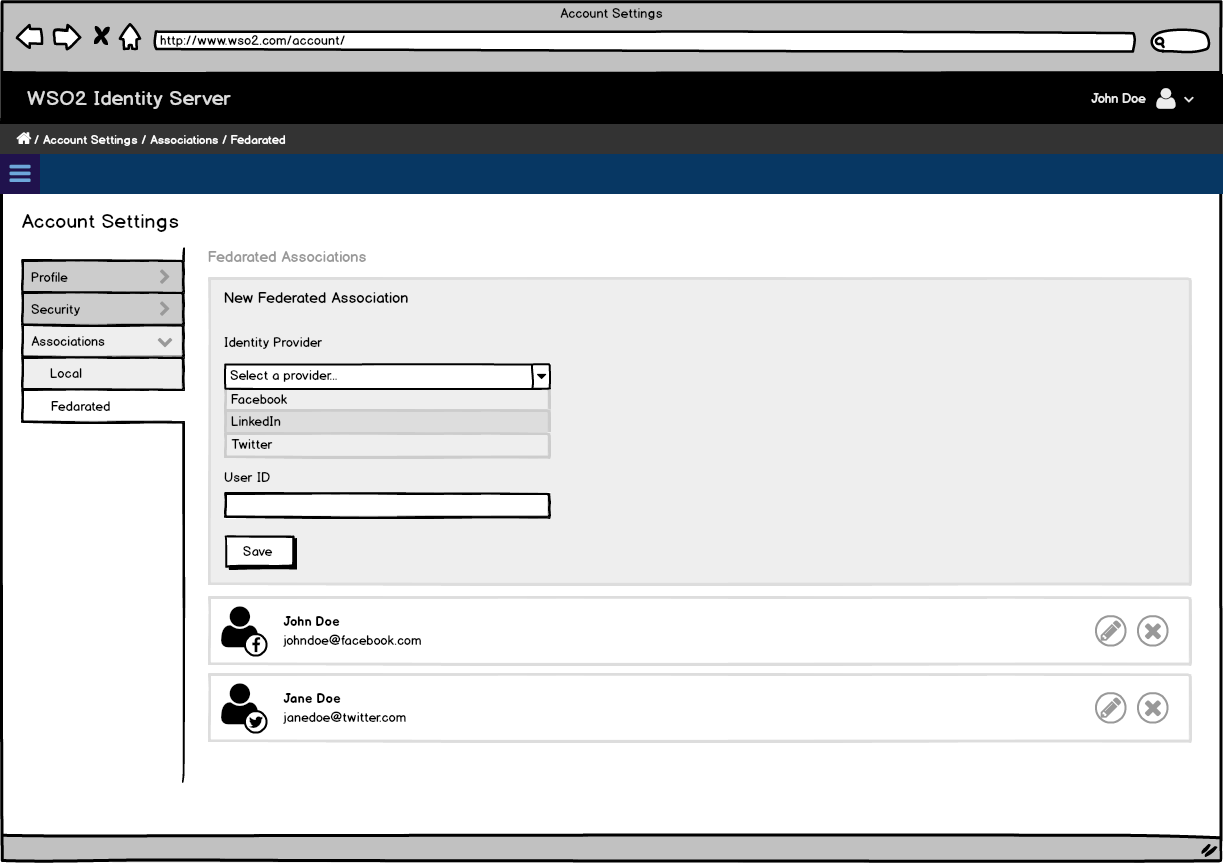 Account Settings
http://www.wso2.com/account/
WSO2 Identity Server
John Doe
/ Account Settings / Associations / Fedarated
Account Settings
Profile
Security
Associations
Local
Fedarated
Fedarated Associations
New Federated Association
Identity Provider
Select a provider...
Facebook
LinkedIn
Twitter
User ID
Save
John Doe
johndoe@facebook.com
Jane Doe
janedoe@twitter.com